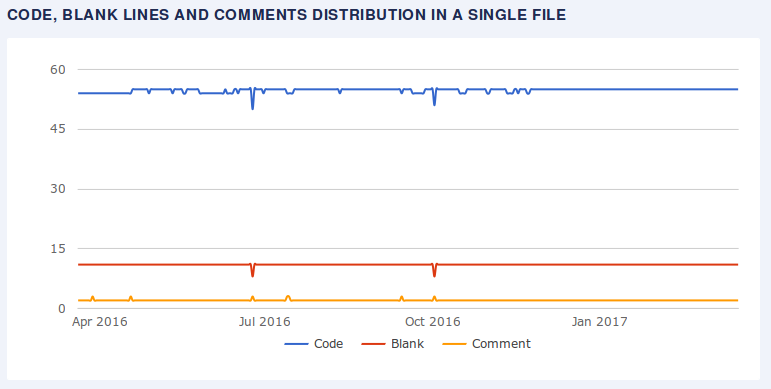 CODE, BLANK LINES AND COMMENTS DISTRIBUTION IN A SINGLE FILE
60
45
30
15
0
Apr 2016 Jul 2016 Oct 2016 Jan 2017
Code Blank Comment